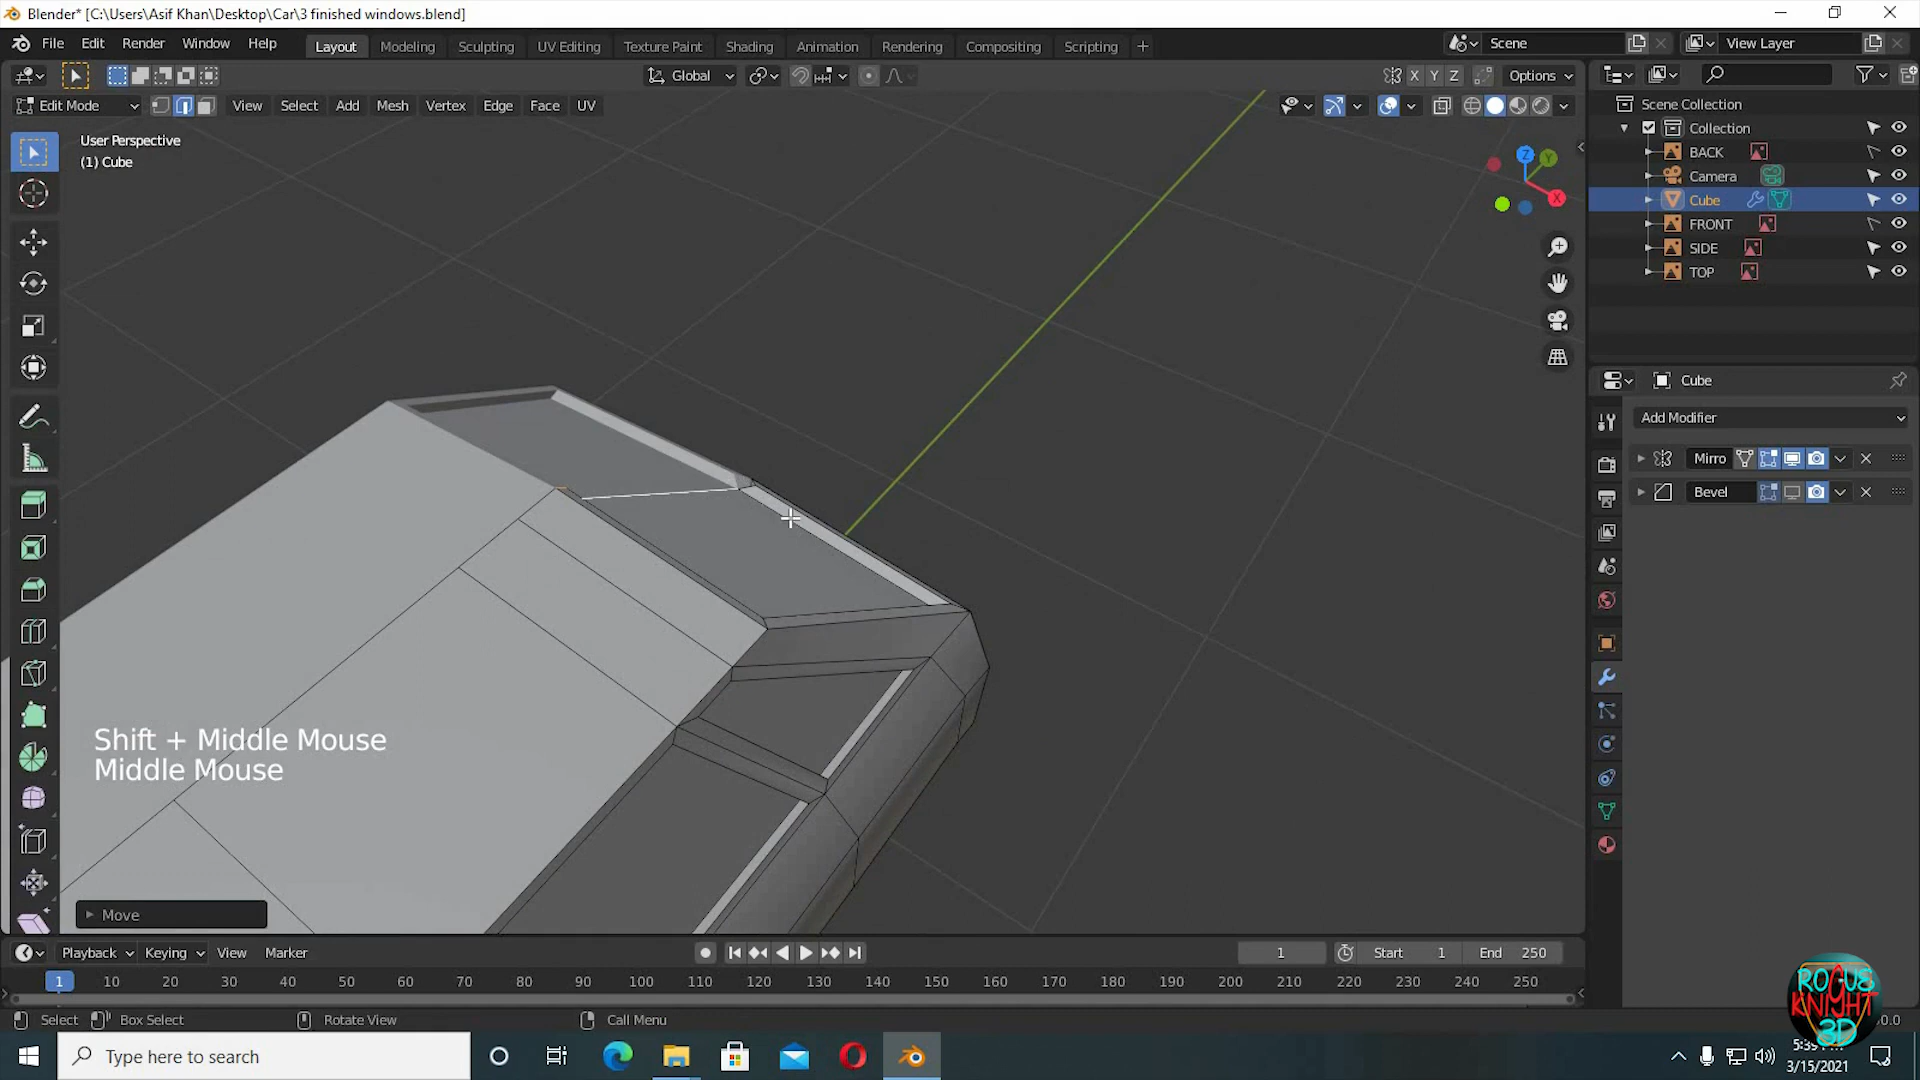 Blender* [C:\Users\Asif Khan\Desktop\Car\3 finished windows.blend]
File Edit Render Window Help
Layout Modeling Sculpting UV Editing Texture Paint Shading Animation Rendering Compositing Scripting
Scene
View Layer
Global
X Y Z
Options
Edit Mode
View Select Add Mesh Vertex Edge Face UV
User Perspective
(1) Cube
Z
Y
X
Scene Collection
Collection
BACK
Camera
Cube
FRONT
SIDE
TOP
Cube
Add Modifier
Mirro
Bevel
Shift + Middle Mouse
Middle Mouse
Move
Playback Keying View Marker
1
Start 1
End 250
1 10 20 30 40 50 60 70 80 90 100 110 120 130 140 150 160 170 180 190 200 210 220 230 240 250
Select
Box Select
Rotate View
Call Menu
ROGUE
KNIGHT
3D
Type here to search
3/15/2021